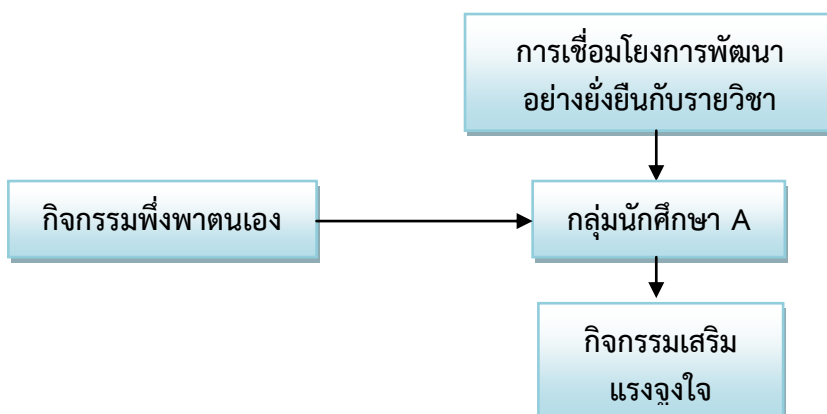 การเชื่อมโยงการพัฒนา
อย่างยั่งยืนกับรายวิชา
กิจกรรมพึ่งพาตนเอง
กลุ่มนักศึกษา A
กิจกรรมเสริม
แรงจูงใจ